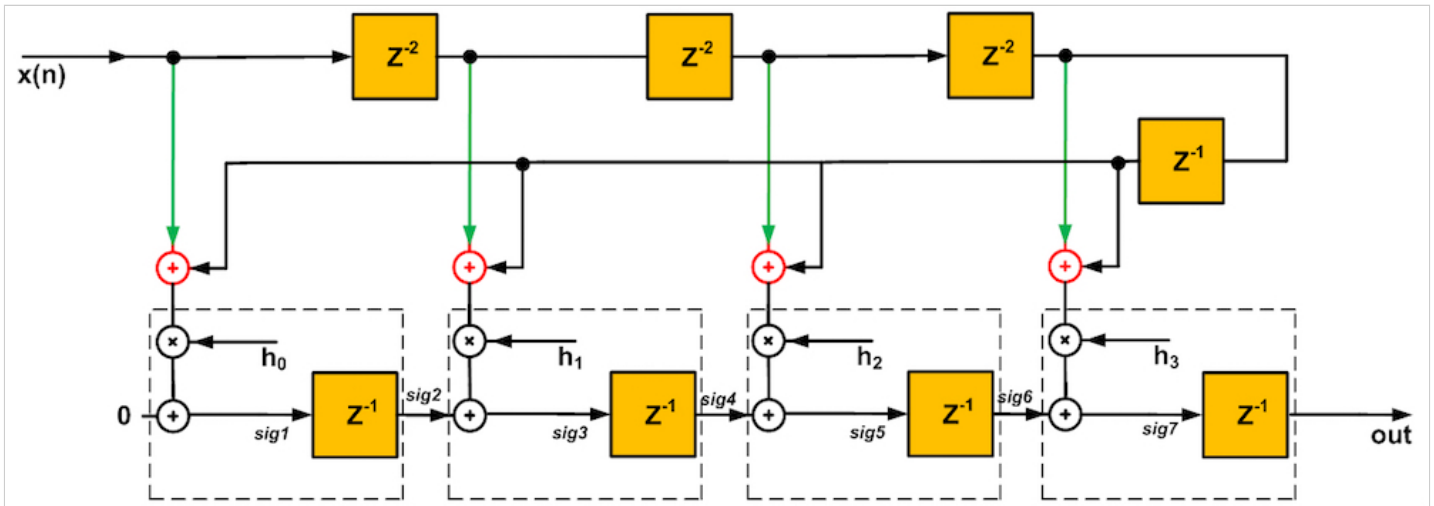 x(n)
Z⁻²
Z⁻²
Z⁻²
Z⁻¹
+
+
+
+
×
h₀
×
h₁
×
h₂
×
h₃
0
+
sig1
Z⁻¹
sig2
+
sig3
Z⁻¹
sig4
+
sig5
Z⁻¹
sig6
+
sig7
Z⁻¹
out